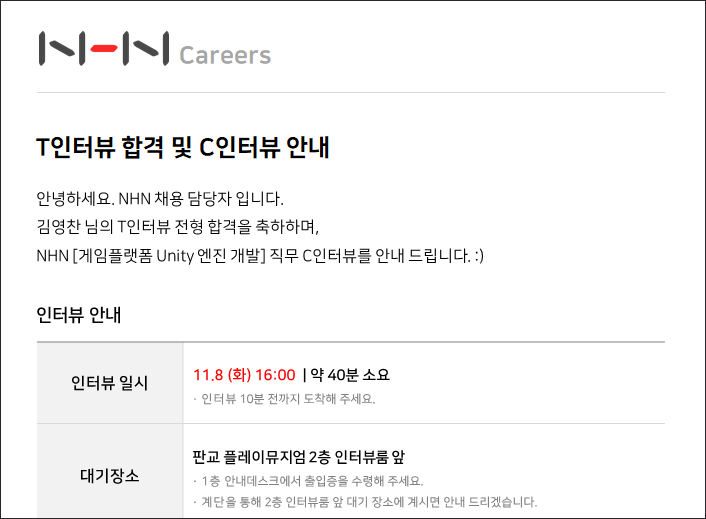 NHN Careers
T인터뷰 합격 및 C인터뷰 안내
안녕하세요. NHN 채용 담당자 입니다.
김영찬 님의 T인터뷰 전형 합격을 축하하며,
NHN [게임플랫폼 Unity 엔진 개발] 직무 C인터뷰를 안내 드립니다. :)
인터뷰 안내
인터뷰 일시
11.8 (화) 16:00 | 약 40분 소요
· 인터뷰 10분 전까지 도착해 주세요.
대기장소
판교 플레이뮤지엄 2층 인터뷰룸 앞
· 1층 안내데스크에서 출입증을 수령해 주세요.
· 계단을 통해 2층 인터뷰룸 앞 대기 장소에 계시면 안내 드리겠습니다.